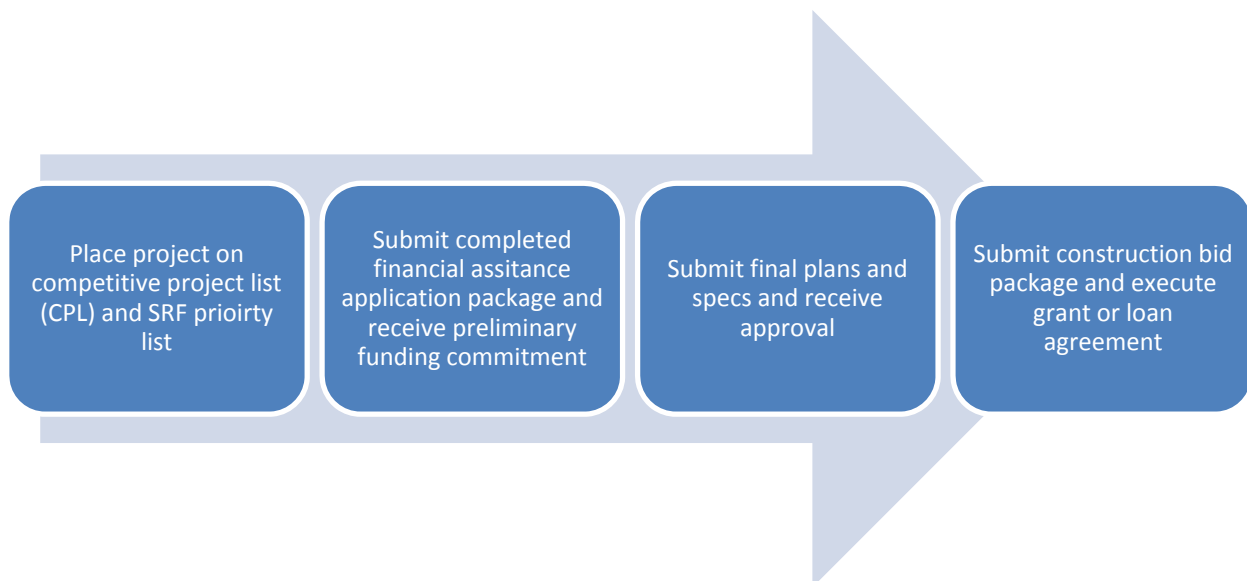 Place project on
competitive project list
(CPL) and SRF prioirty
list
Submit completed
financial assitance
application package and
receive preliminary
funding commitment
Submit final plans and
specs and receive
approval
Submit construction bid
package and execute
grant or loan
agreement